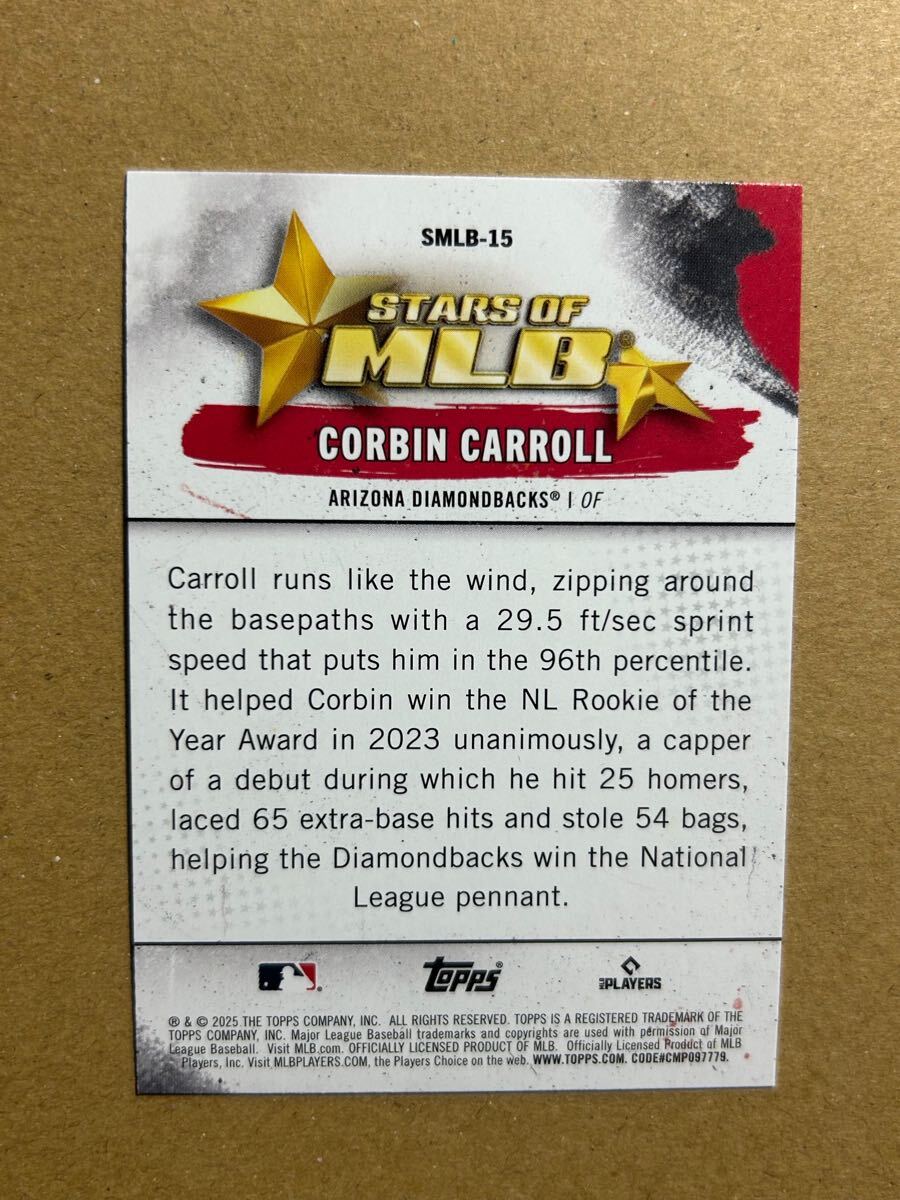 SMLB-15
STARS OF
MLB®
CORBIN CARROLL
ARIZONA DIAMONDBACKS® | OF
Carroll runs like the wind, zipping around
the basepaths with a 29.5 ft/sec sprint
speed that puts him in the 96th percentile.
It helped Corbin win the NL Rookie of the
Year Award in 2023 unanimously, a capper
of a debut during which he hit 25 homers,
laced 65 extra-base hits and stole 54 bags,
helping the Diamondbacks win the National
League pennant.
topps® PLAYERS
® & © 2025 THE TOPPS COMPANY, INC. ALL RIGHTS RESERVED. TOPPS IS A REGISTERED TRADEMARK OF THE
TOPPS COMPANY, INC. Major League Baseball trademarks and copyrights are used with permission of Major
League Baseball. Visit MLB.com. OFFICIALLY LICENSED PRODUCT OF MLB. Officially Licensed Product of MLB
Players, Inc. Visit MLBPLAYERS.COM, the Players Choice on the web. WWW.TOPPS.COM. CODE#CMP097779.